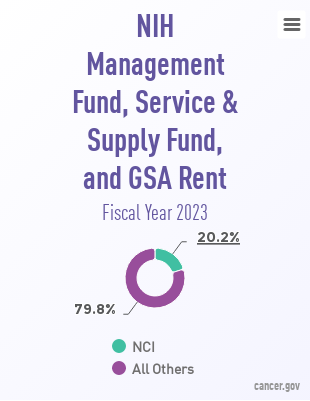 NIH
Management
Fund, Service &
Supply Fund,
and GSA Rent
Fiscal Year 2023
20.2%
79.8%
NCI
All Others
cancer.gov